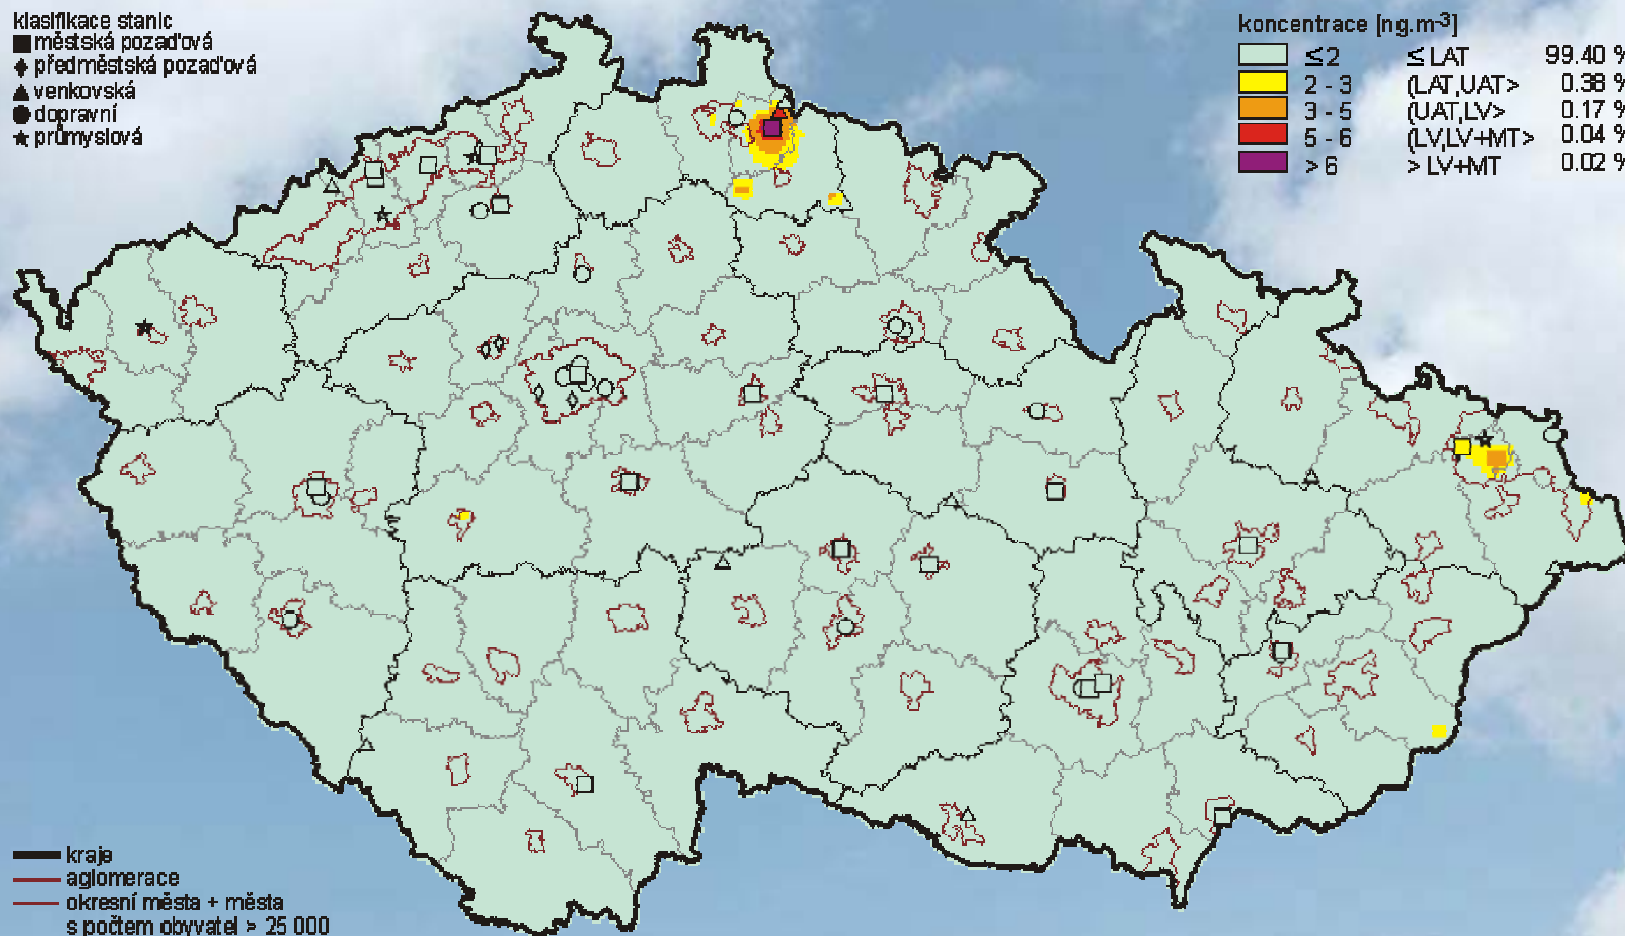 klasifikace stanic
městská pozaďová
předměstská pozaďová
venkovská
dopravní
průmyslová
koncentrace [ng.m-3]
≤ 2 ≤ LAT 99.40 %
2 - 3 (LAT,UAT> 0.38 %
3 - 5 (UAT,LV> 0.17 %
5 - 6 (LV,LV+MT> 0.04 %
> 6 > LV+MT 0.02 %
kraje
aglomerace
okresní města + města
s počtem obyvatel > 25 000